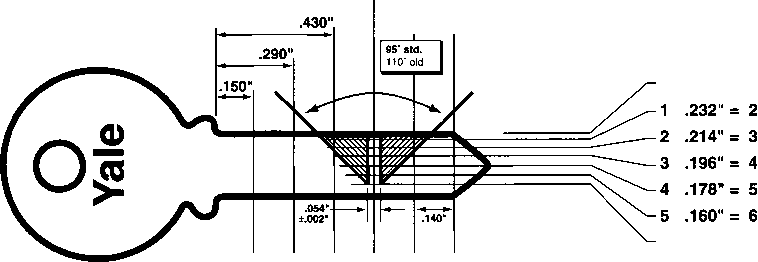 .430"
.290"
.150"
95° std.
110° old
Yale
.054"
±.002"
.140"
1 .232" = 2
2 .214" = 3
3 .196" = 4
4 .178" = 5
5 .160" = 6